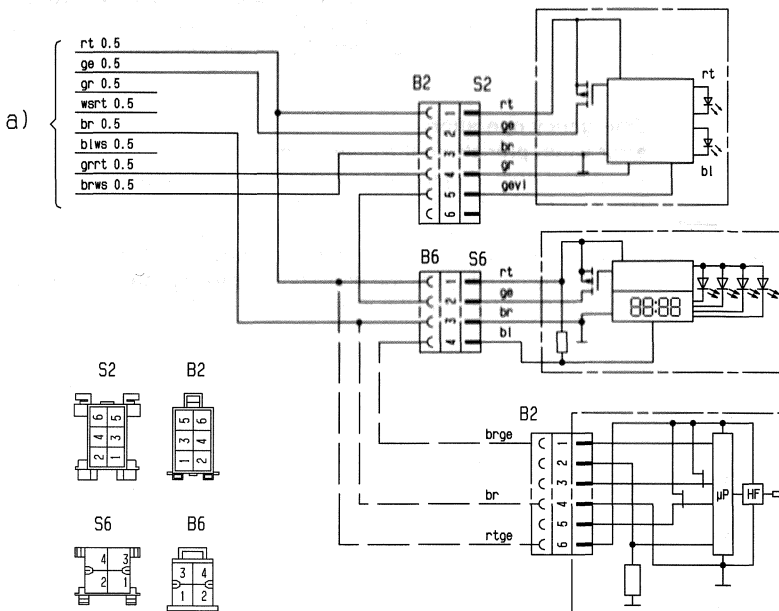 a)
rt 0.5
ge 0.5
gr 0.5
wsrt 0.5
br 0.5
blws 0.5
grrt 0.5
brws 0.5
B2 S2
1 rt
2 ge
3 br
4 gr
5 gevi
6
rt
bl
B6 S6
1 rt
2 ge
3 br
4 bl
88:88
B2
brge 1
2
3
br 4
5
rtge 6
µP
HF
S2 B2
6 5
4 3
2 1
5 6
3 4
1 2
S6 B6
4 3
2 1
3 4
1 2